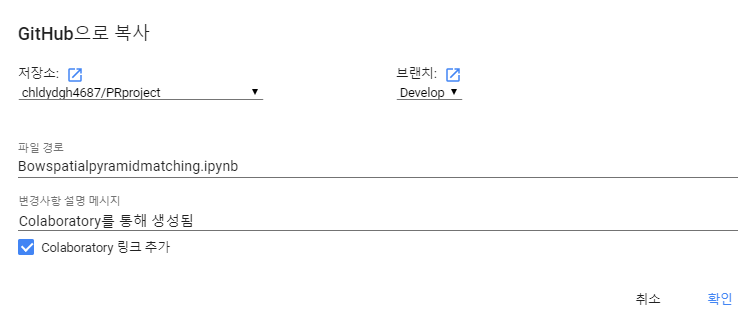 GitHub으로 복사
저장소: 브랜치:
chldydgh4687/PRproject Develop
파일 경로
Bowspatialpyramidmatching.ipynb
변경사항 설명 메시지
Colaboratory를 통해 생성됨
Colaboratory 링크 추가
취소 확인